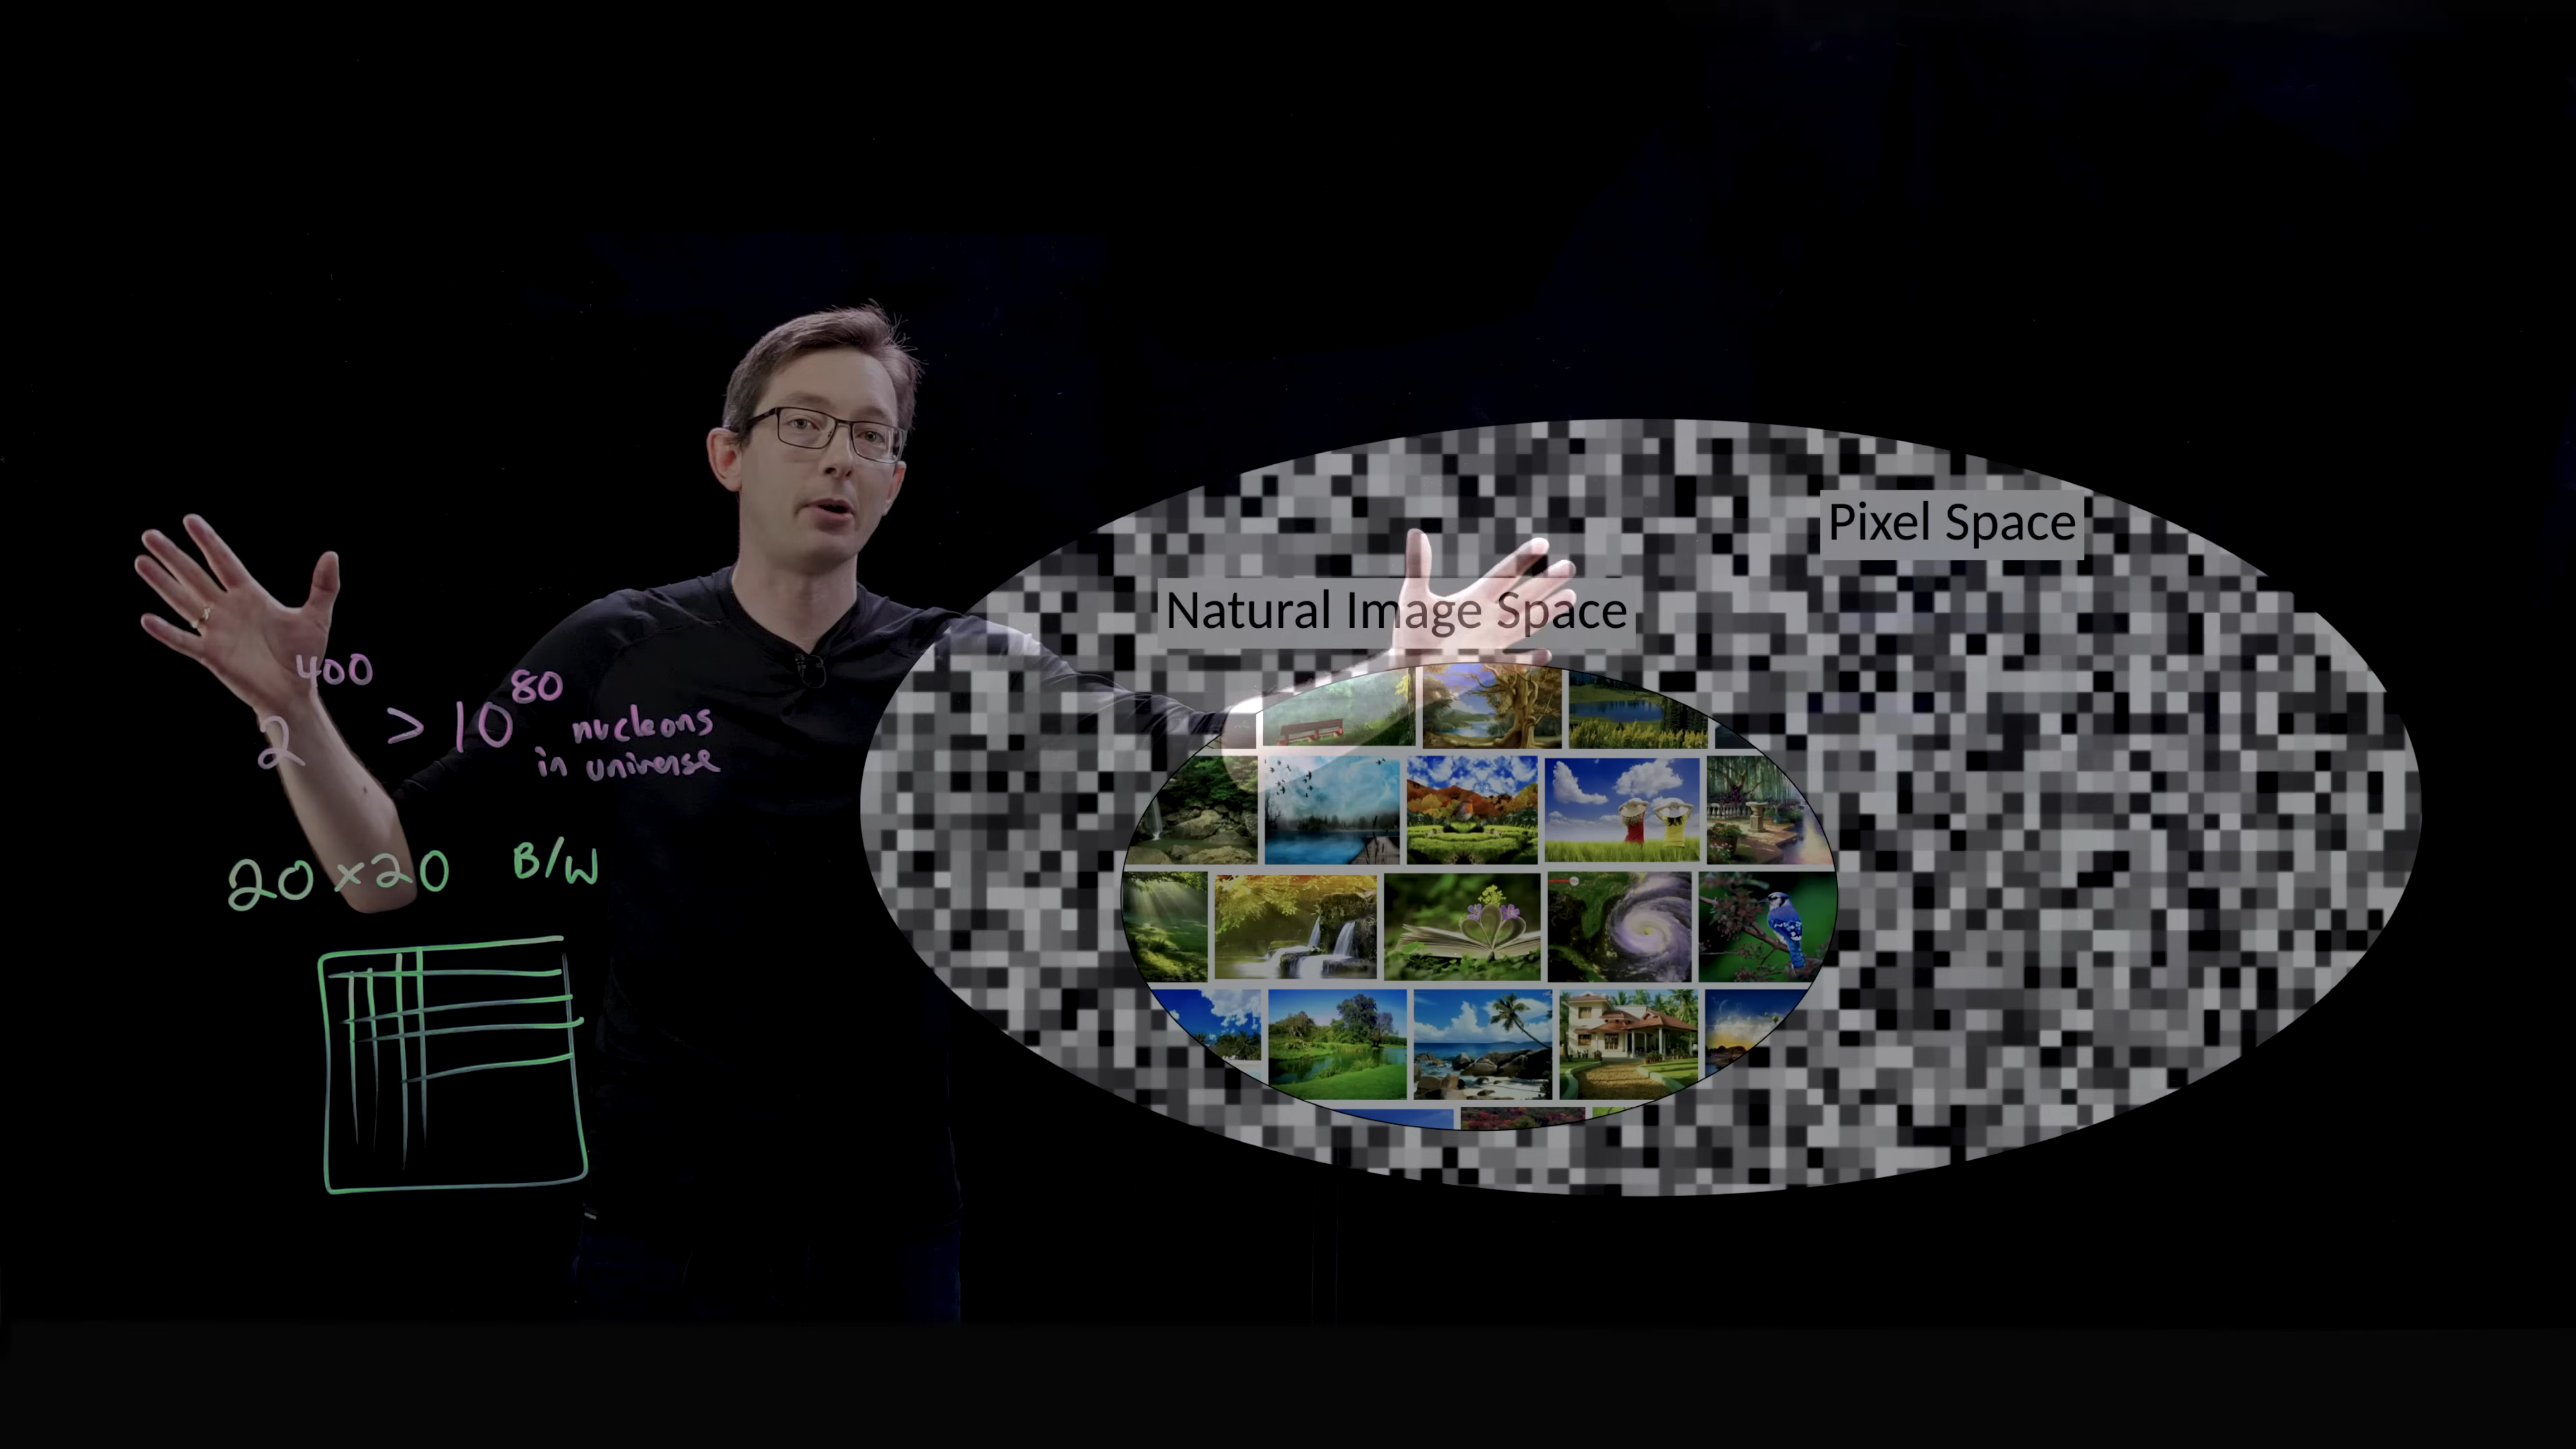 2^400 > 10^80 nucleons
in universe
20 x 20 B/W
Natural Image Space
Pixel Space